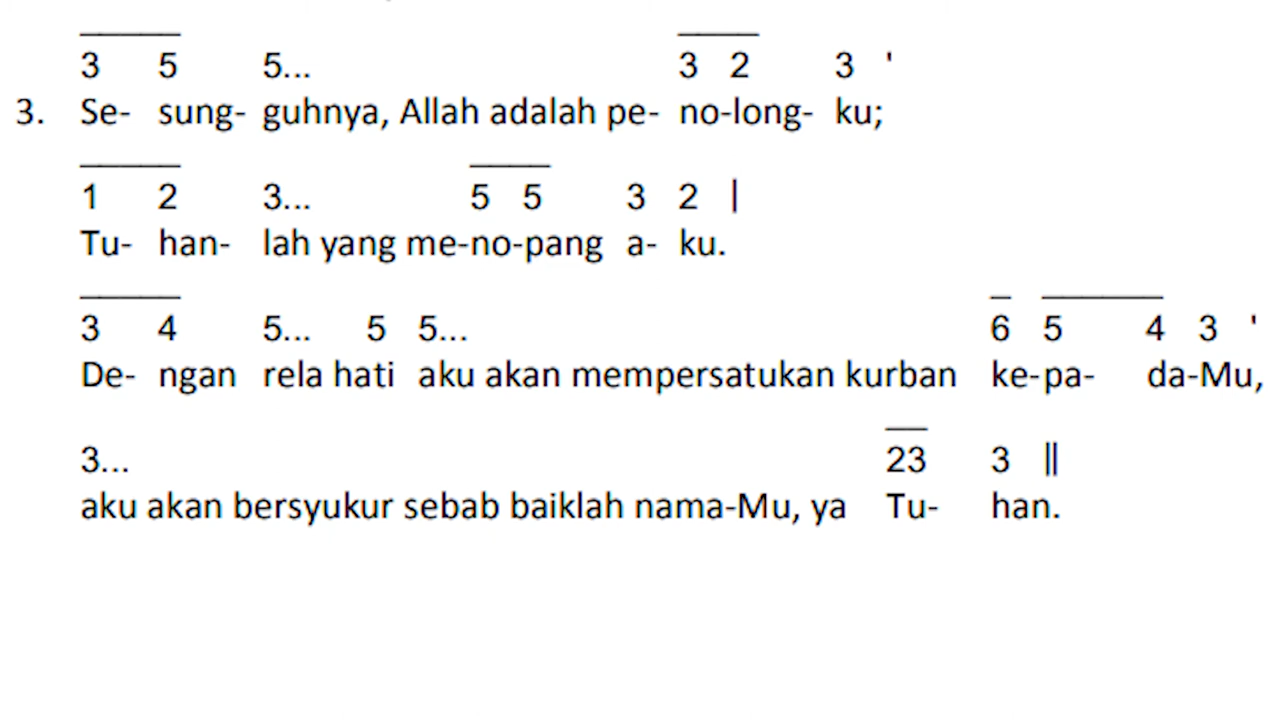 3 5 5... 3 2 3 '
3. Se- sung- guhnya, Allah adalah pe- no-long- ku;
1 2 3... 5 5 3 2 |
Tu- han- lah yang me-no-pang a- ku.
3 4 5... 5 5... 6 5 4 3 '
De- ngan rela hati aku akan mempersatukan kurban ke-pa- da-Mu,
3... 23 3 ||
aku akan bersyukur sebab baiklah nama-Mu, ya Tu- han.